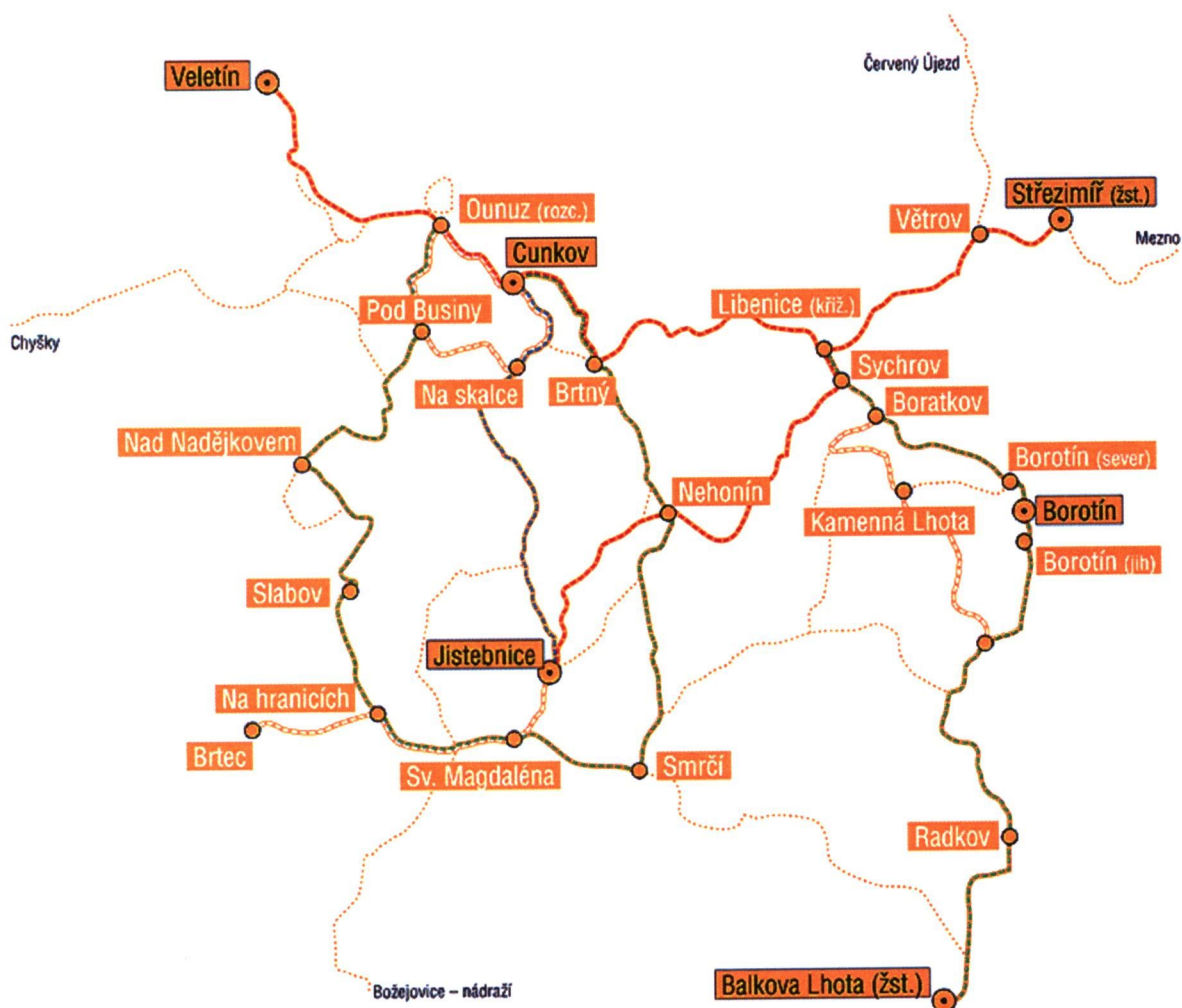 Červený Újezd
Veletín
Střezimíř (žst.)
Ounuz (rozc.)
Větrov
Mezno
Cunkov
Libenice (kříž.)
Pod Businy
Chyšky
Sychrov
Na skalce
Brtný
Boratkov
Nad Nadějkovem
Borotín (sever)
Nehonín
Borotín
Kamenná Lhota
Borotín (jih)
Slabov
Jistebnice
Na hranicích
Brtec
Sv. Magdaléna
Smrčí
Radkov
Balkova Lhota (žst.)
Božejovice – nádraží